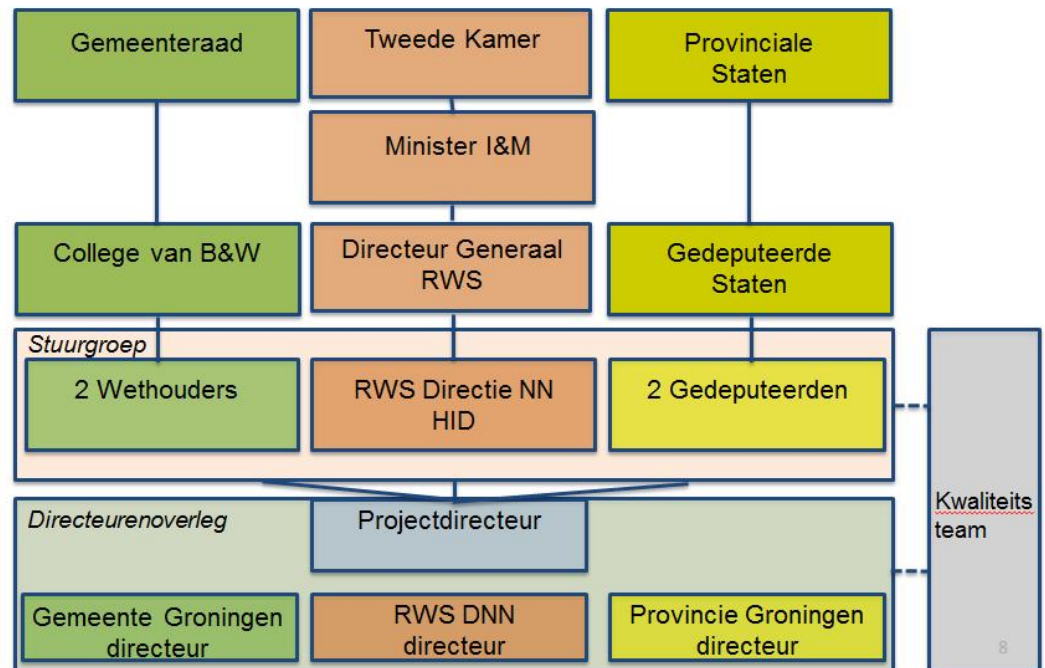 Gemeenteraad
Tweede Kamer
Provinciale
Staten
Minister I&M
College van B&W
Directeur Generaal
RWS
Gedeputeerde
Staten
Stuurgroep
2 Wethouders
RWS Directie NN
HID
2 Gedeputeerden
Directeurenoverleg
Projectdirecteur
Kwaliteits
team
Gemeente Groningen
directeur
RWS DNN
directeur
Provincie Groningen
directeur
8